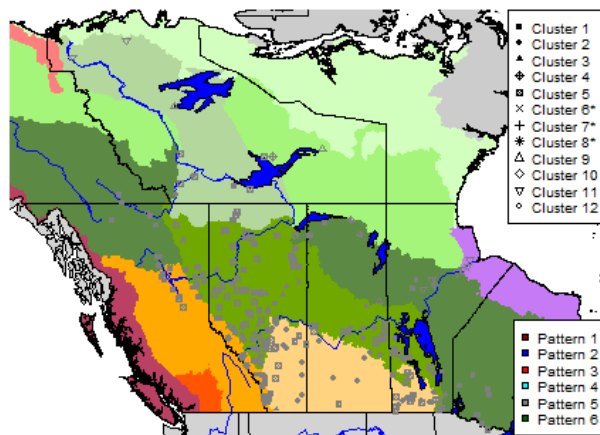 Cluster 1
Cluster 2
Cluster 3
Cluster 4
Cluster 5
Cluster 6*
Cluster 7*
Cluster 8*
Cluster 9
Cluster 10
Cluster 11
Cluster 12
Pattern 1
Pattern 2
Pattern 3
Pattern 4
Pattern 5
Pattern 6